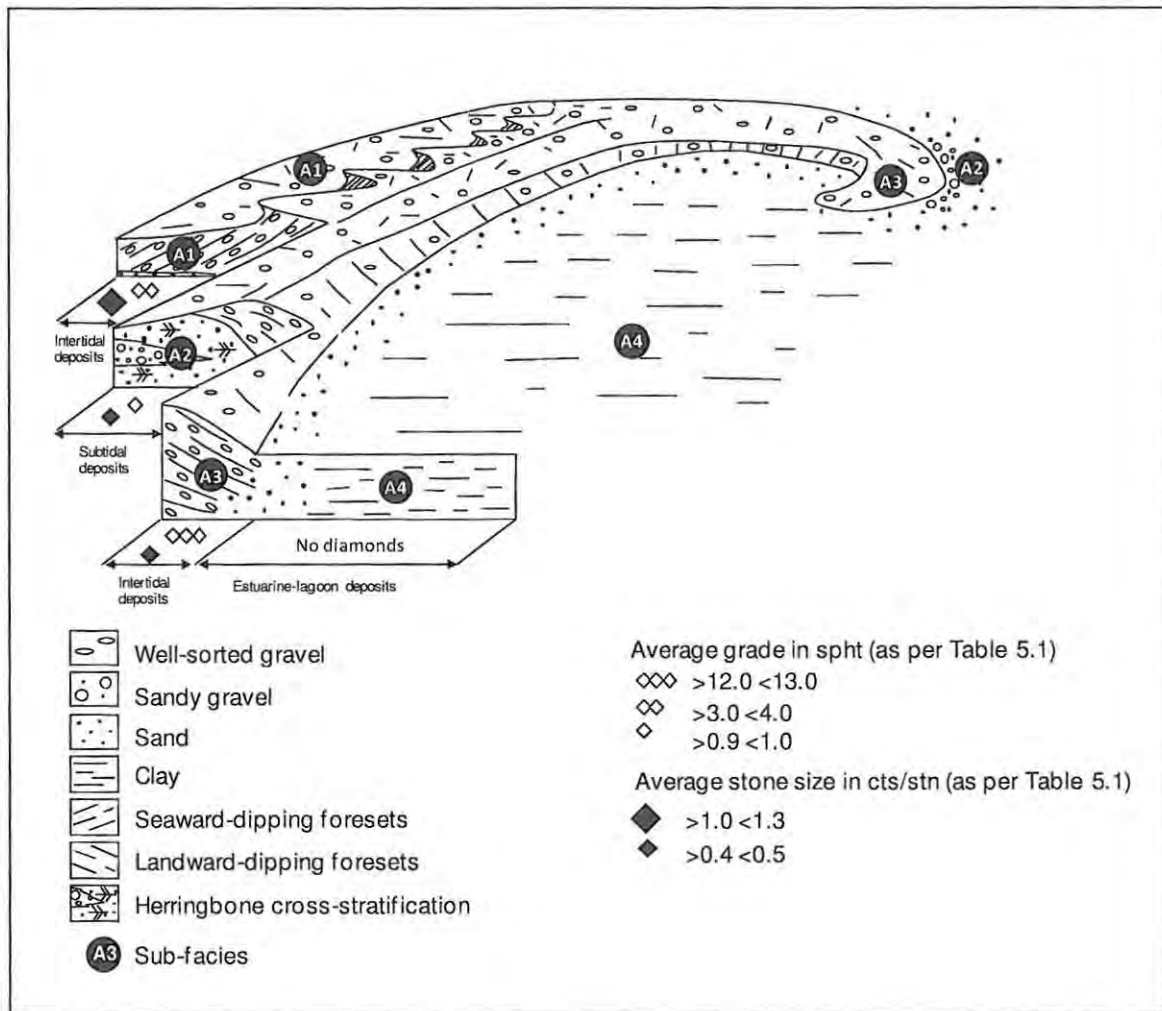 A1
A2
A3
A1
Intertidal
deposits
A2
A4
Subtidal
deposits
A3
A4
No diamonds
Intertidal
deposits
Estuarine-lagoon deposits
Well-sorted gravel
Sandy gravel
Sand
Clay
Seaward-dipping foresets
Landward-dipping foresets
Herringbone cross-stratification
A3 Sub-facies
Average grade in spht (as per Table 5.1)
>12.0 <13.0
>3.0 <4.0
>0.9 <1.0
Average stone size in cts/stn (as per Table 5.1)
>1.0 <1.3
>0.4 <0.5